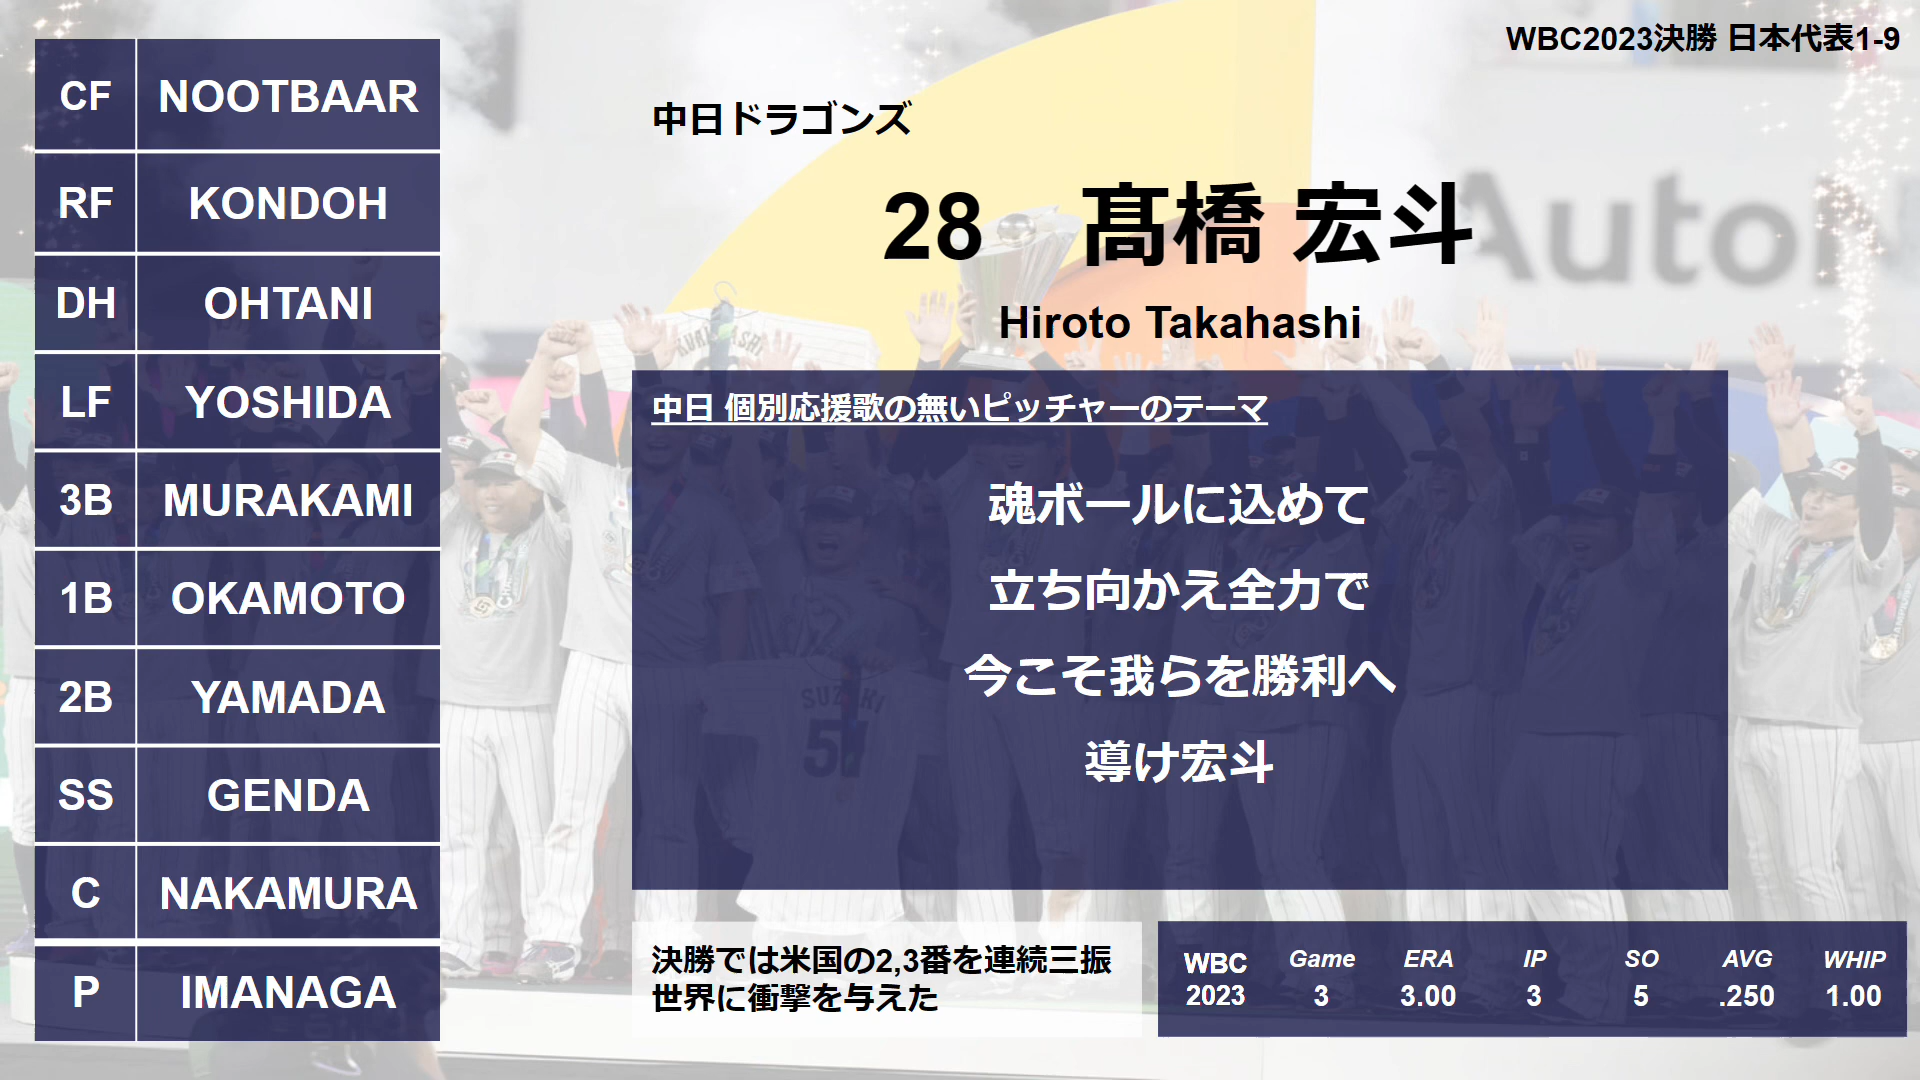 WBC2023決勝 日本代表1-9
CF NOOTBAAR
RF KONDOH
DH OHTANI
LF YOSHIDA
3B MURAKAMI
1B OKAMOTO
2B YAMADA
SS GENDA
C NAKAMURA
P IMANAGA
中日ドラゴンズ
28 髙橋 宏斗
Hiroto Takahashi
Auto
中日 個別応援歌の無いピッチャーのテーマ
魂ボールに込めて
立ち向かえ全力で
今こそ我らを勝利へ
導け宏斗
SUZUKI
51
決勝では米国の2,3番を連続三振
世界に衝撃を与えた
WBC 2023
Game ERA IP SO AVG WHIP
3 3.00 3 5 .250 1.00